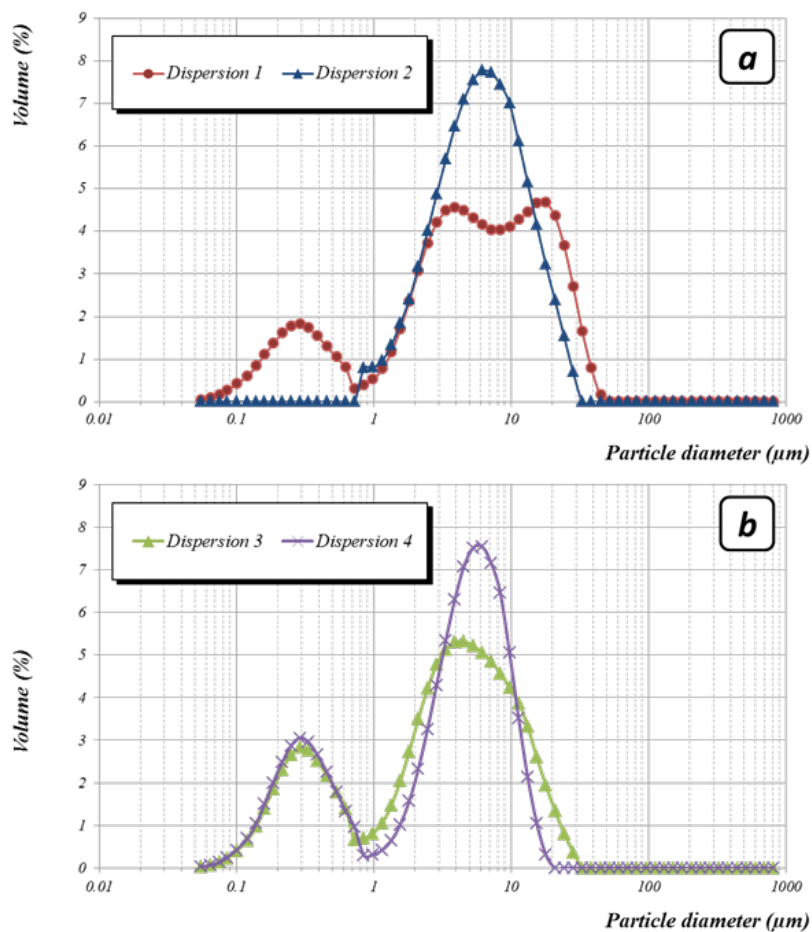 Volume (%)
9
8
7
6
5
4
3
2
1
0
Dispersion 1 Dispersion 2
a
0.01 0.1 1 10 100 1000
Particle diameter (µm)
Volume (%)
9
8
7
6
5
4
3
2
1
0
Dispersion 3 Dispersion 4
b
0.01 0.1 1 10 100 1000
Particle diameter (µm)